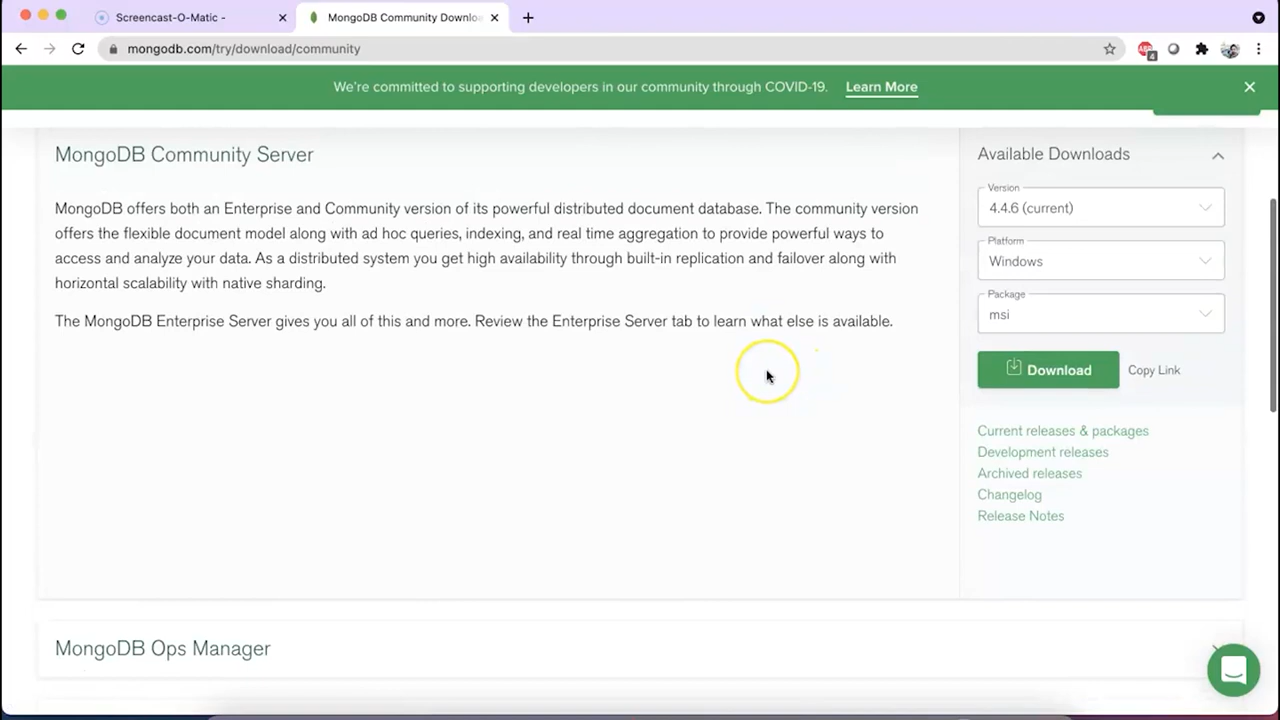 Screencast-O-Matic -
MongoDB Community Downlo
mongodb.com/try/download/community
4
We're committed to supporting developers in our community through COVID-19. Learn More
MongoDB Community Server
MongoDB offers both an Enterprise and Community version of its powerful distributed document database. The community version
offers the flexible document model along with ad hoc queries, indexing, and real time aggregation to provide powerful ways to
access and analyze your data. As a distributed system you get high availability through built-in replication and failover along with
horizontal scalability with native sharding.
The MongoDB Enterprise Server gives you all of this and more. Review the Enterprise Server tab to learn what else is available.
Available Downloads
Version
4.4.6 (current)
Platform
Windows
Package
msi
Download
Copy Link
Current releases & packages
Development releases
Archived releases
Changelog
Release Notes
MongoDB Ops Manager